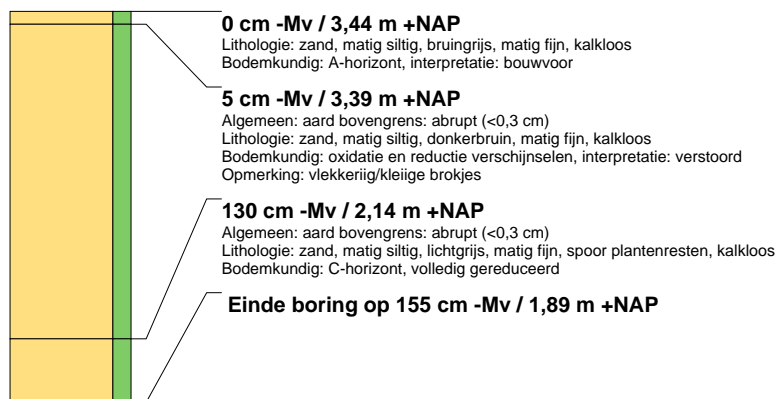 0 cm -Mv / 3,44 m +NAP
Lithologie: zand, matig siltig, bruingrijs, matig fijn, kalkloos
Bodemkundig: A-horizont, interpretatie: bouwvoor
5 cm -Mv / 3,39 m +NAP
Algemeen: aard bovengrens: abrupt (<0,3 cm)
Lithologie: zand, matig siltig, donkerbruin, matig fijn, kalkloos
Bodemkundig: oxidatie en reductie verschijnselen, interpretatie: verstoord
Opmerking: vlekkeriig/kleiige brokjes
130 cm -Mv / 2,14 m +NAP
Algemeen: aard bovengrens: abrupt (<0,3 cm)
Lithologie: zand, matig siltig, lichtgrijs, matig fijn, spoor plantenresten, kalkloos
Bodemkundig: C-horizont, volledig gereduceerd
Einde boring op 155 cm -Mv / 1,89 m +NAP